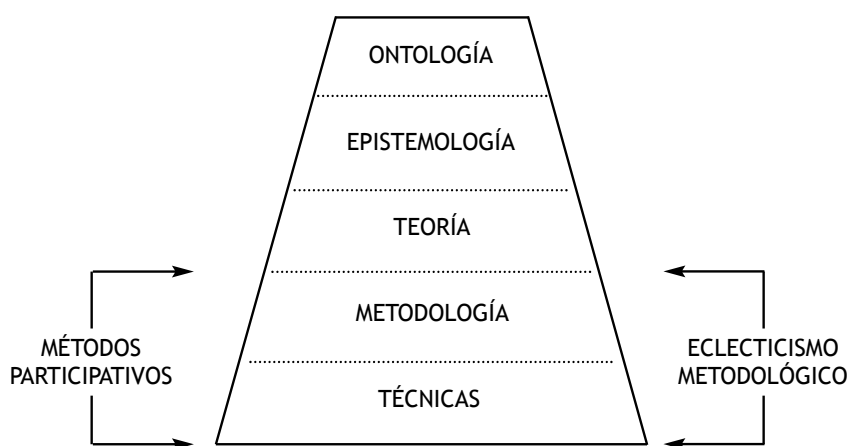 ONTOLOGÍA
EPISTEMOLOGÍA
TEORÍA
METODOLOGÍA
TÉCNICAS
MÉTODOS
PARTICIPATIVOS
ECLECTICISMO
METODOLÓGICO